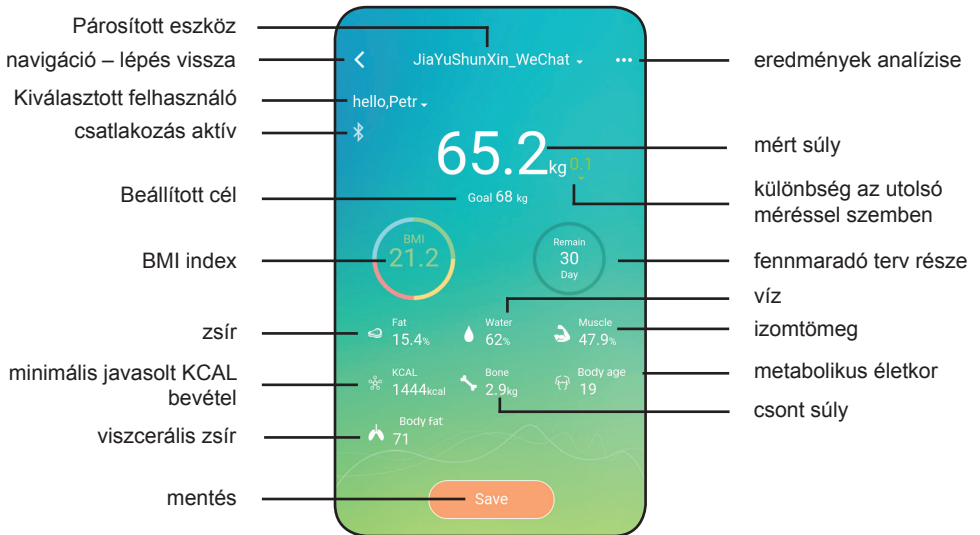 Párosított eszköz
navigáció – lépés vissza
Kiválasztott felhasználó
csatlakozás aktív
Beállított cél
BMI index
zsír
minimális javasolt KCAL
bevétel
viszcerális zsír
mentés
JiaYuShunXin_WeChat
hello,Petr
65.2kg
0.1
Goal 68 kg
BMI
21.2
Remain
30
Day
Fat
15.4%
Water
62%
Muscle
47.9%
KCAL
1444kcal
Bone
2.9kg
Body age
19
Body fat
71
Save
eredmények analízise
mért súly
különbség az utolsó
méréssel szemben
fennmaradó terv része
víz
izomtömeg
metabolikus életkor
csont súly